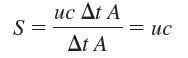 S = uc Δt A / Δt A = uc